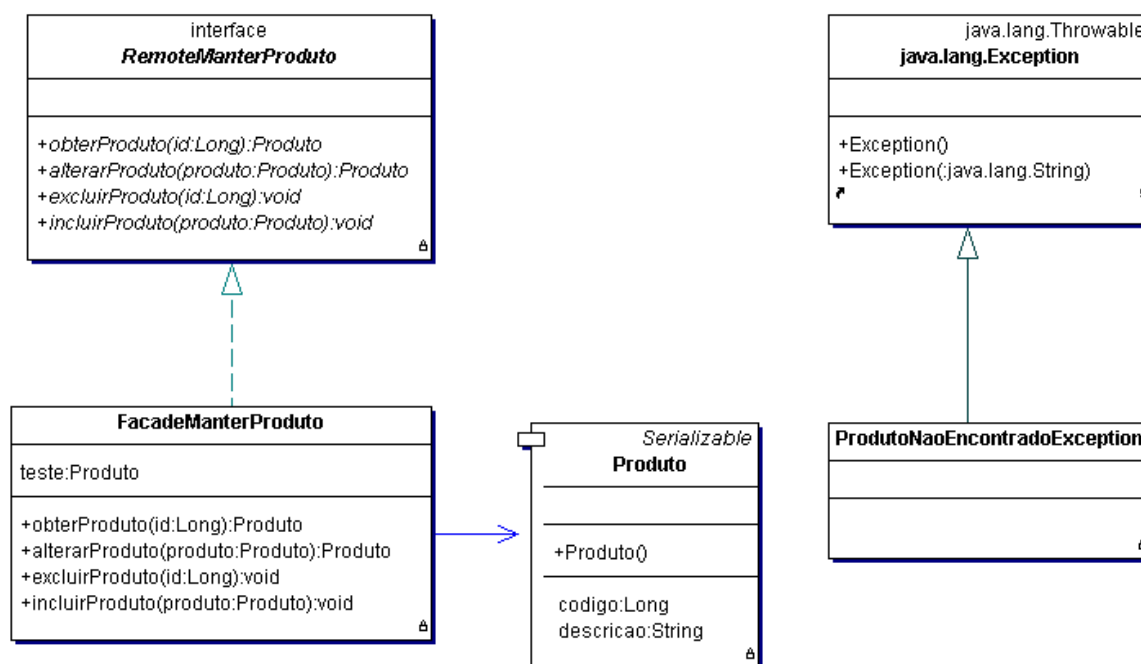 interface
RemoteManterProduto
+obterProduto(id:Long):Produto
+alterarProduto(produto:Produto):Produto
+excluirProduto(id:Long):void
+incluirProduto(produto:Produto):void
java.lang.Throwable
java.lang.Exception
+Exception()
+Exception(:java.lang.String)
FacadeManterProduto
teste:Produto
+obterProduto(id:Long):Produto
+alterarProduto(produto:Produto):Produto
+excluirProduto(id:Long):void
+incluirProduto(produto:Produto):void
Serializable
Produto
+Produto()
codigo:Long
descricao:String
ProdutoNaoEncontradoException